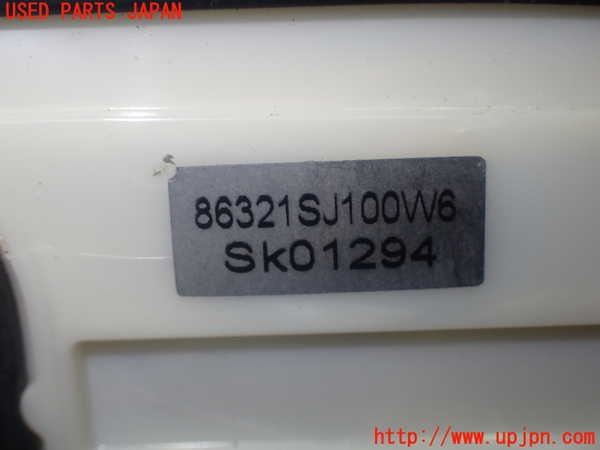 USED PARTS JAPAN
86321SJ100W6
Sk01294
http://www.upjpn.com/